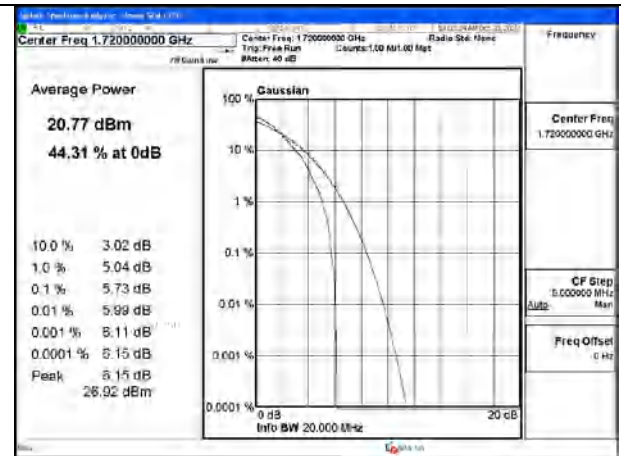 Center Freq 1.720000000 GHz
Center Freq: 1.720000000 GHz
Radio Std: None
Trig: Free Run
Counts:1.00 M/1.00 Mpt
#Atten: 40 dB
Frequency
Average Power
20.77 dBm
44.31 % at 0dB
10.0 % 3.02 dB
1.0 % 5.04 dB
0.1 % 5.73 dB
0.01 % 5.99 dB
0.001 % 6.11 dB
0.0001 % 6.15 dB
Peak 6.15 dB
26.92 dBm
Gaussian
100 %
10 %
1 %
0.1 %
0.01 %
0.001 %
0.0001 %
0 dB
20 dB
Info BW 20.000 MHz
Center Freq
1.720000000 GHz
CF Step
5.000000 MHz
Auto Man
Freq Offset
0 Hz